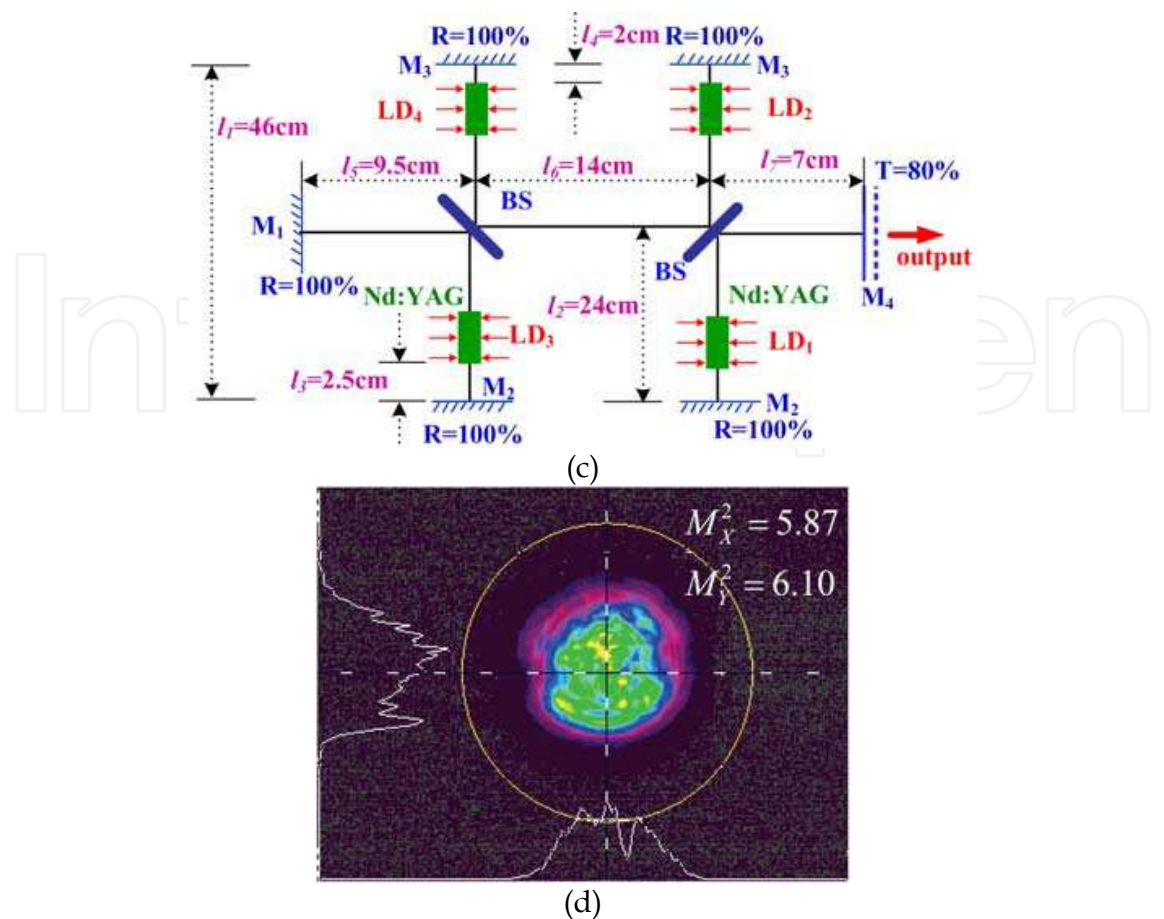 R=100%
l₄=2cm
R=100%
M₃
M₃
LD₄
LD₂
l₁=46cm
l₅=9.5cm
l₆=14cm
l₇=7cm
T=80%
BS
M₁
BS
output
R=100%
M₄
Nd:YAG
l₂=24cm
Nd:YAG
LD₃
LD₁
l₃=2.5cm
M₂
M₂
R=100%
R=100%
(c)
M²X = 5.87
M²Y = 6.10
(d)